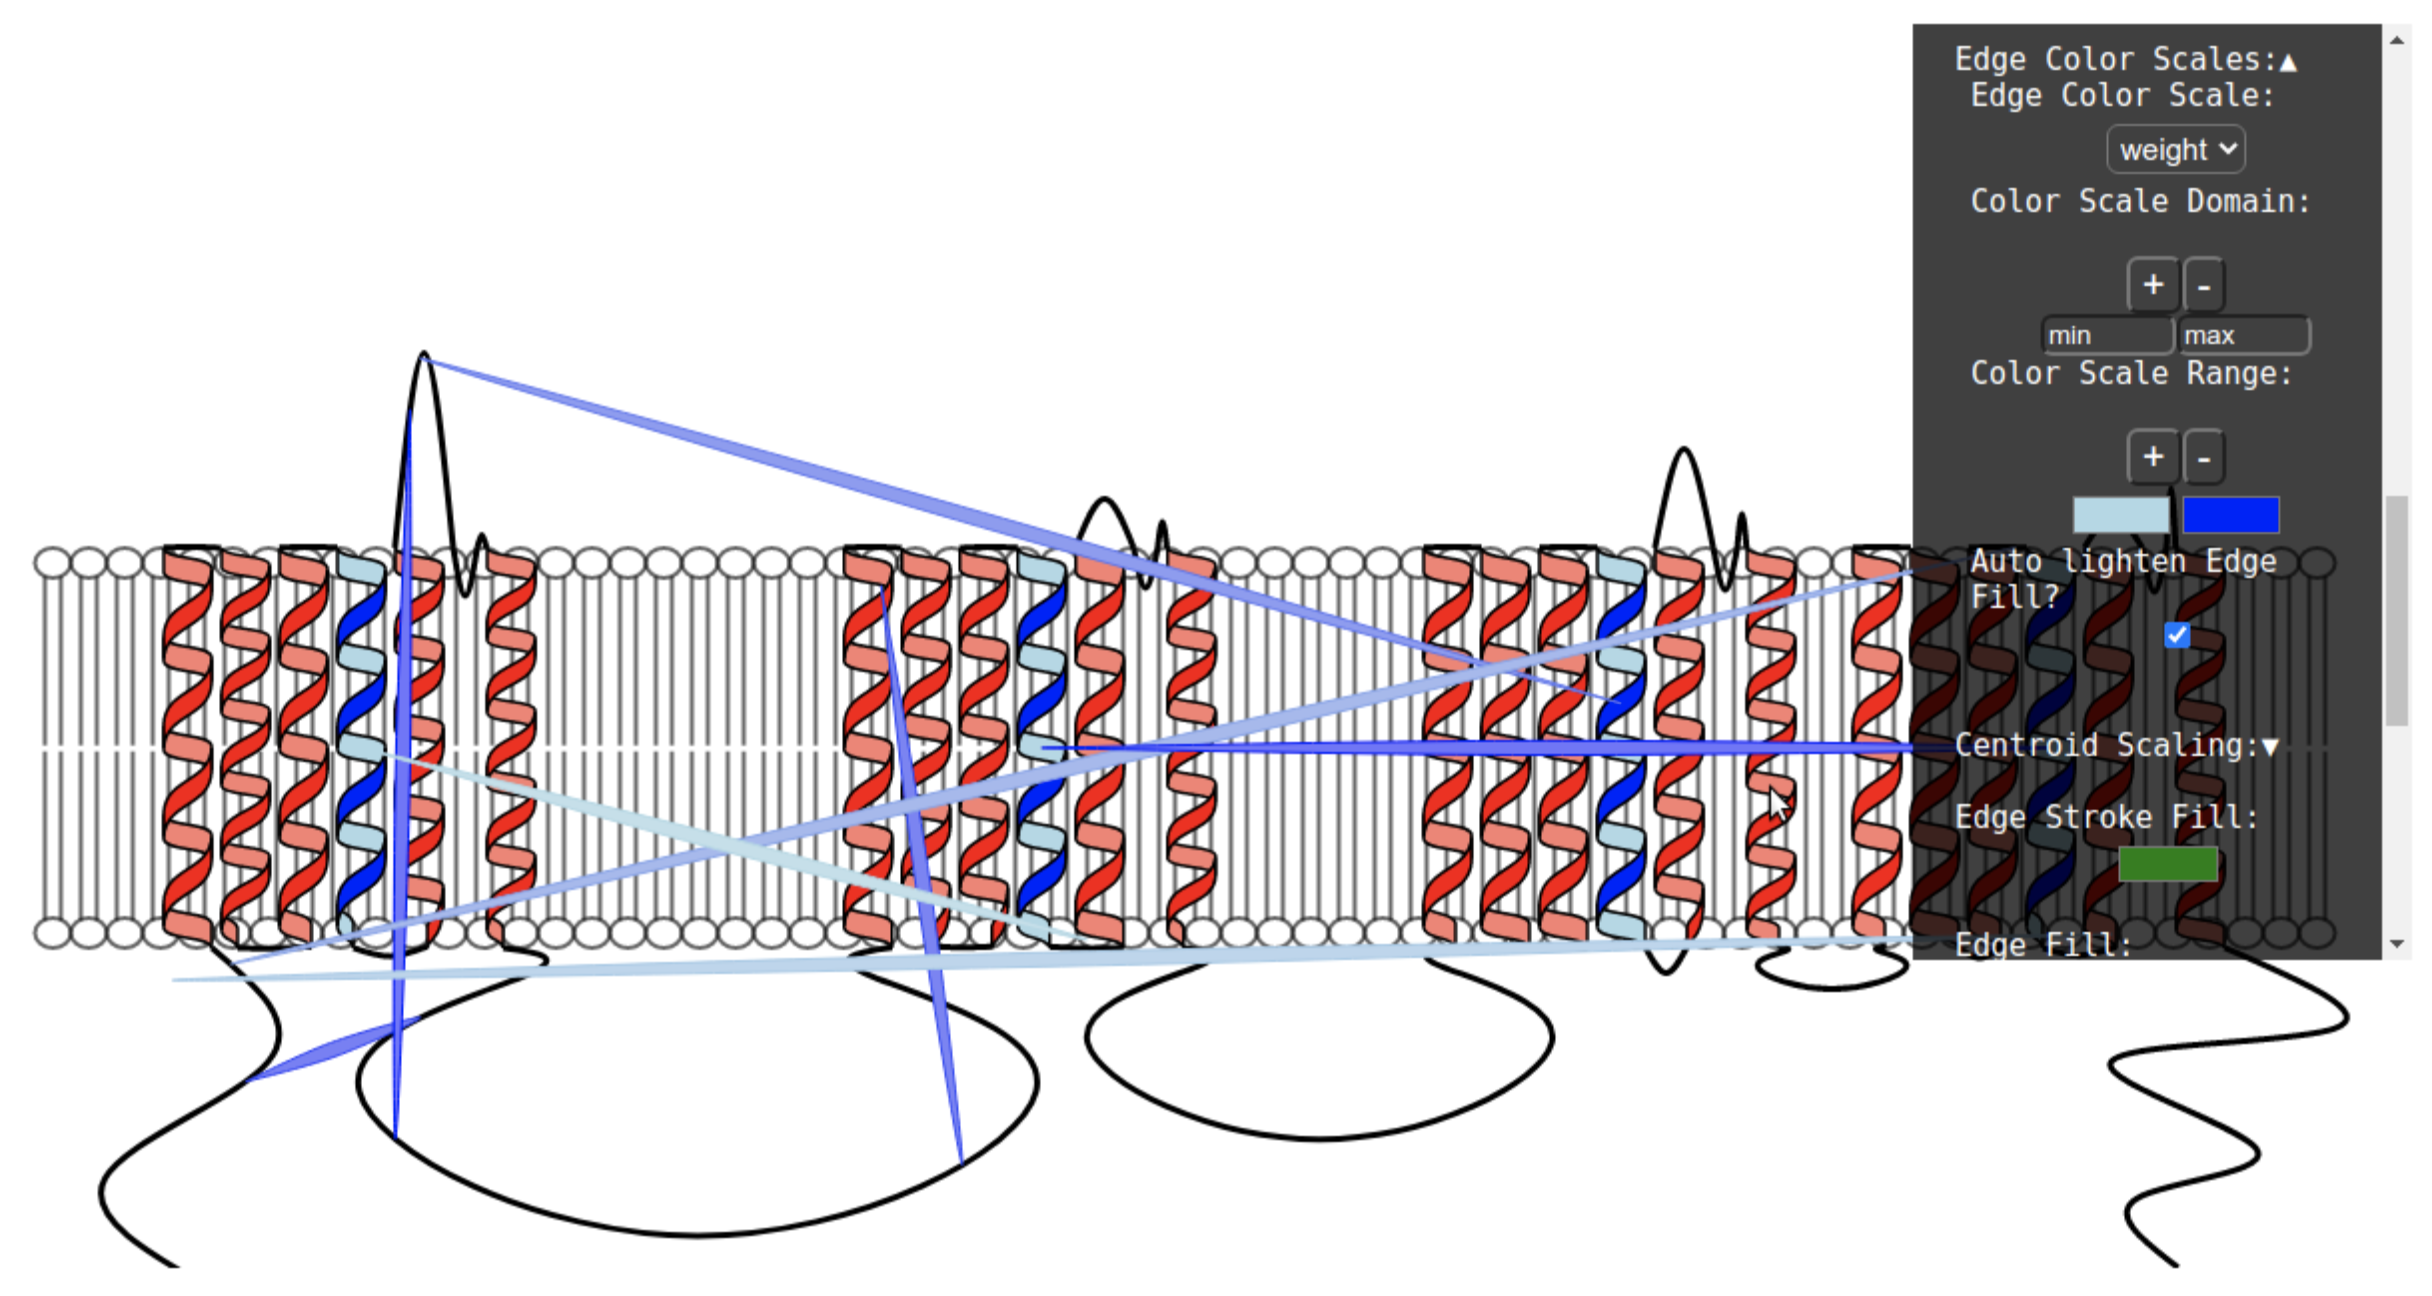 Edge Color Scales:▲
Edge Color Scale:
weight
Color Scale Domain:
+ -
min max
Color Scale Range:
+ -
Auto lighten Edge
Fill?
Centroid Scaling:▼
Edge Stroke Fill:
Edge Fill: